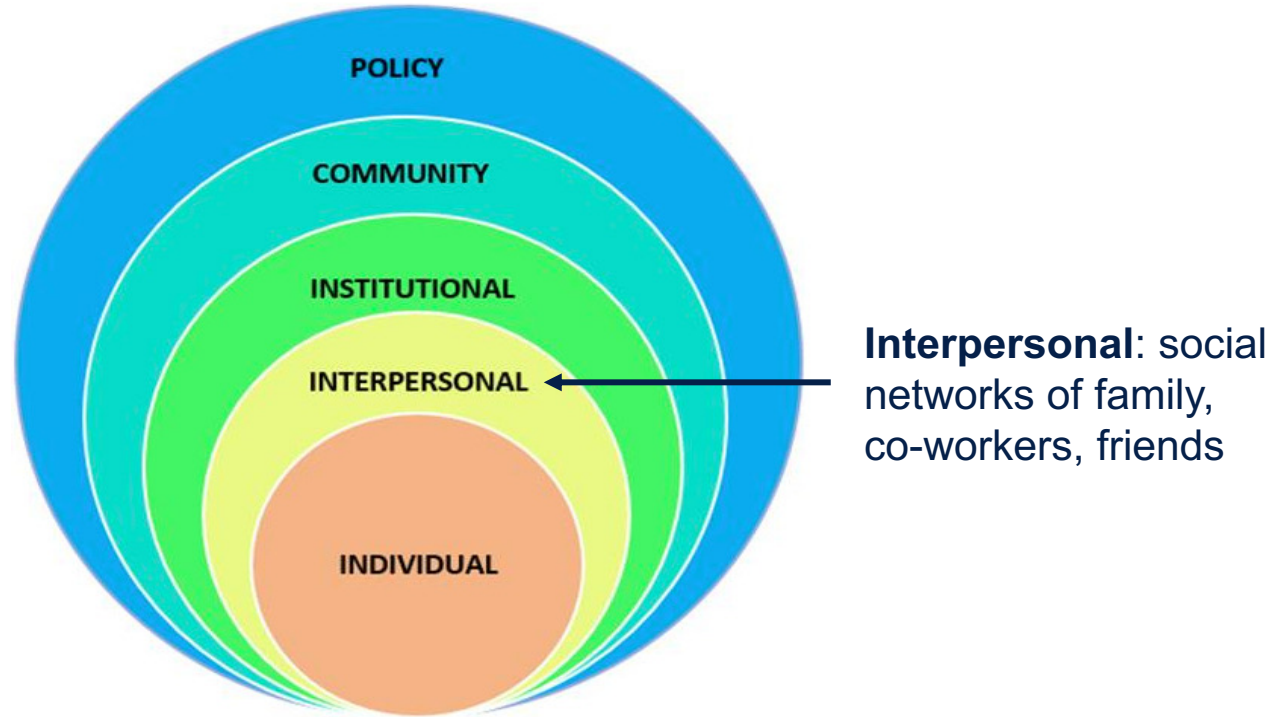 POLICY
COMMUNITY
INSTITUTIONAL
INTERPERSONAL
INDIVIDUAL
Interpersonal: social
networks of family,
co-workers, friends